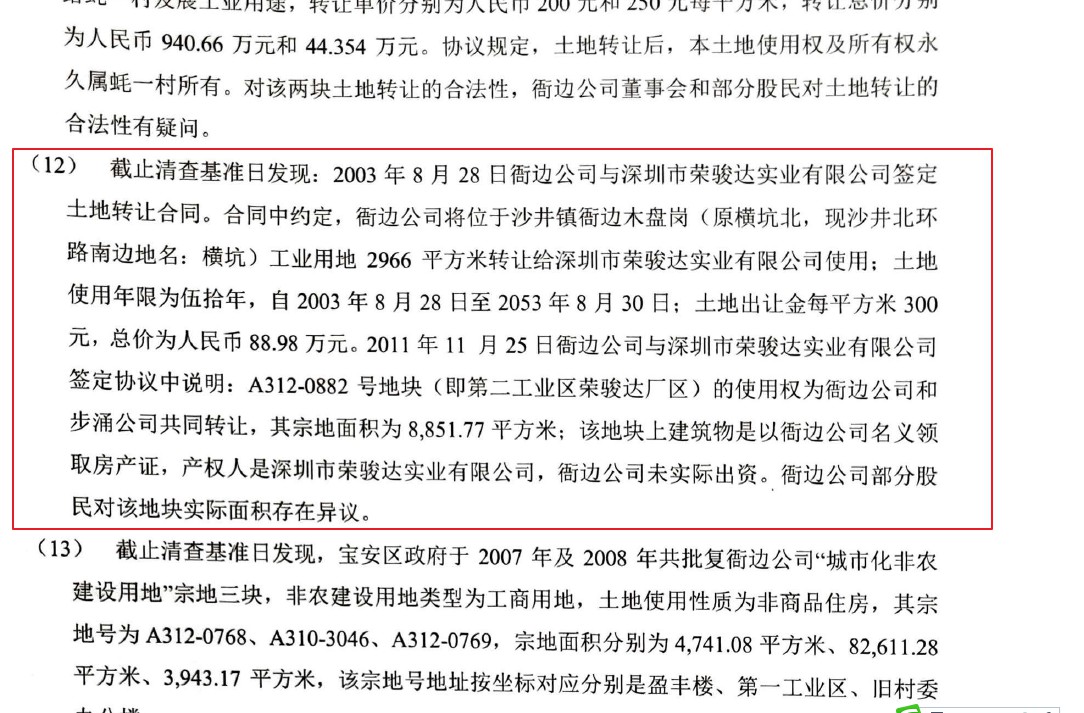 给蚝一村发展工业用途，转让单价分别为人民币 200 元和 250 元每平方米，转让总价分别
为人民币 940.66 万元和 44.354 万元。协议规定，土地转让后，本土地使用权及所有权永
久属蚝一村所有。对该两块土地转让的合法性，衙边公司董事会和部分股民对土地转让的
合法性有疑问。
（12） 截止清查基准日发现：2003 年 8 月 28 日衙边公司与深圳市荣骏达实业有限公司签定
土地转让合同。合同中约定，衙边公司将位于沙井镇衙边木盘岗（原横坑北，现沙井北环
路南边地名：横坑）工业用地 2966 平方米转让给深圳市荣骏达实业有限公司使用；土地
使用年限为伍拾年，自 2003 年 8 月 28 日至 2053 年 8 月 30 日；土地出让金每平方米 300
元，总价为人民币 88.98 万元。2011 年 11 月 25 日衙边公司与深圳市荣骏达实业有限公司
签定协议中说明：A312-0882 号地块（即第二工业区荣骏达厂区）的使用权为衙边公司和
步涌公司共同转让，其宗地面积为 8,851.77 平方米；该地块上建筑物是以衙边公司名义领
取房产证，产权人是深圳市荣骏达实业有限公司，衙边公司未实际出资。衙边公司部分股
民对该地块实际面积存在异议。
（13） 截止清查基准日发现，宝安区政府于 2007 年及 2008 年共批复衙边公司“城市化非农
建设用地”宗地三块，非农建设用地类型为工商用地，土地使用性质为非商品住房，其宗
地号为 A312-0768、A310-3046、A312-0769，宗地面积分别为 4,741.08 平方米、82,611.28
平方米、3,943.17 平方米，该宗地号地址按坐标对应分别是盈丰楼、第一工业区、旧村委
办公楼